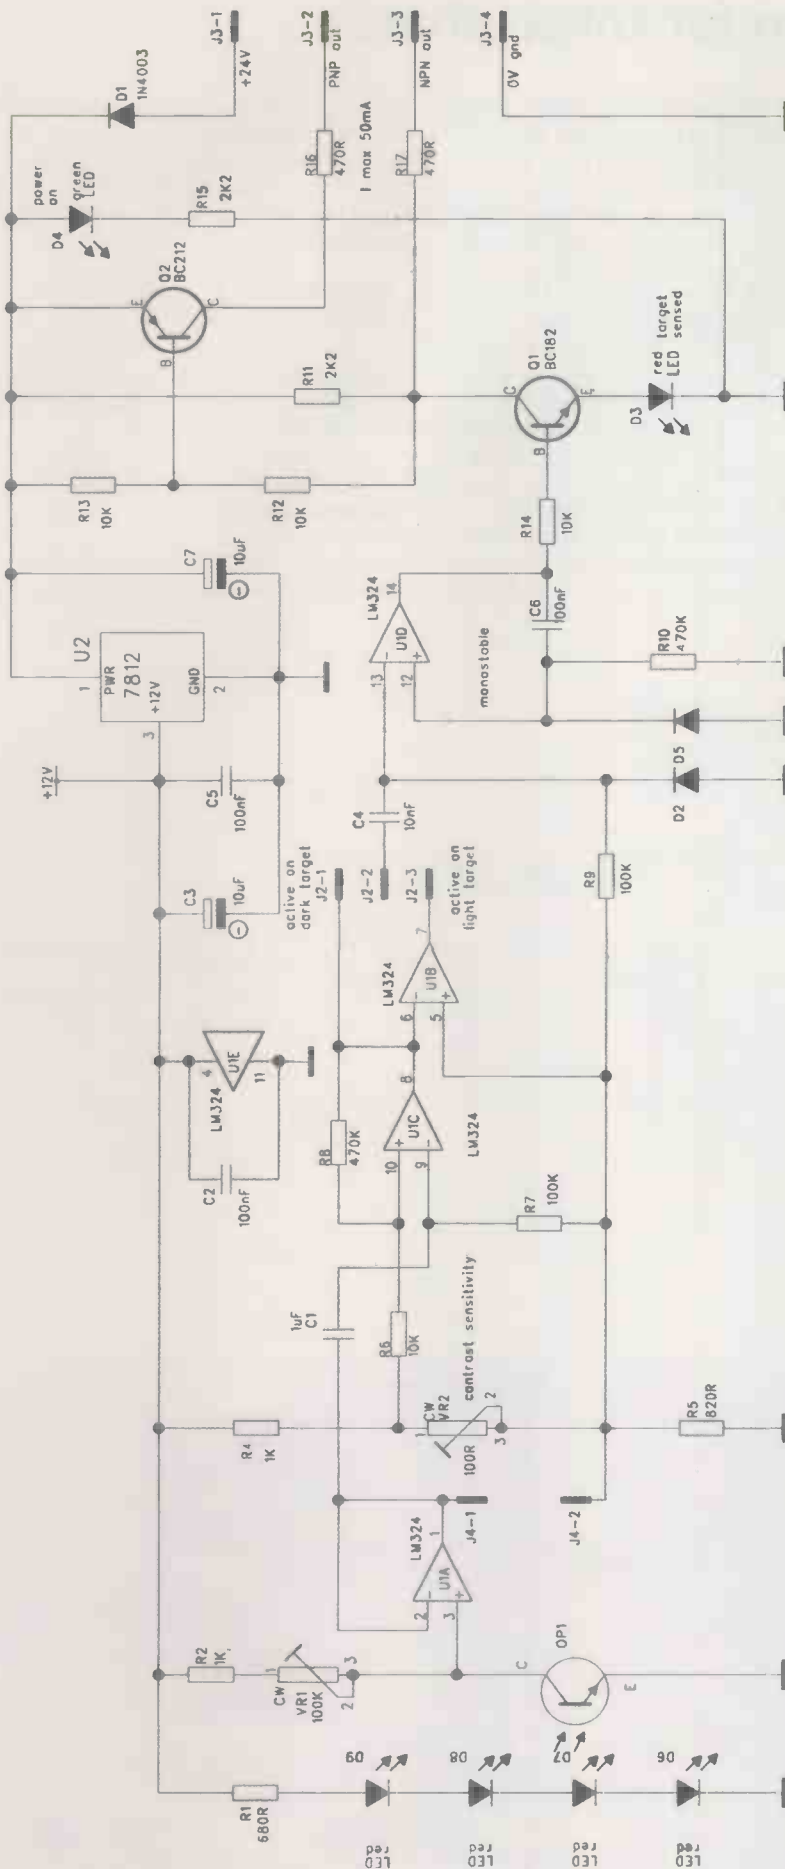 R1
680R
D9
LED
red
D8
LED
red
D7
LED
red
D6
LED
red
R2
1K
CW
1
VR1
100K
2
3
OP1
C
E
2
3
1
U1A
LM324
J4-1
J4-2
R4
1K
1uF
C1
CW
1
VR2
100R
2
3
contrast sensitivity
R5
820R
R6
10K
R7
100K
R8
470K
10
9
8
U1C
LM324
C2
100nF
LM324
4
U1E
11
6
5
7
U1B
LM324
active on
dark target
J2-1
J2-2
J2-3
active on
light target
C3
10uF
+12V
C5
100nF
U2
7812
PWR
+12V
GND
1
2
3
C7
10uF
C4
10nF
R9
100K
D2
D5
13
12
14
U1D
LM324
monostable
C6
100nF
R10
470K
R14
10K
R13
10K
R12
10K
R11
2K2
Q2
BC212
B
C
E
Q1
BC182
B
C
E
D3
red
LED
target
sensed
D4
power
on
green
LED
R15
2K2
D1
1N4003
R16
470R
I max 50mA
R17
470R
J3-1
+24V
J3-2
PNP out
J3-3
NPN out
J3-4
0V gnd